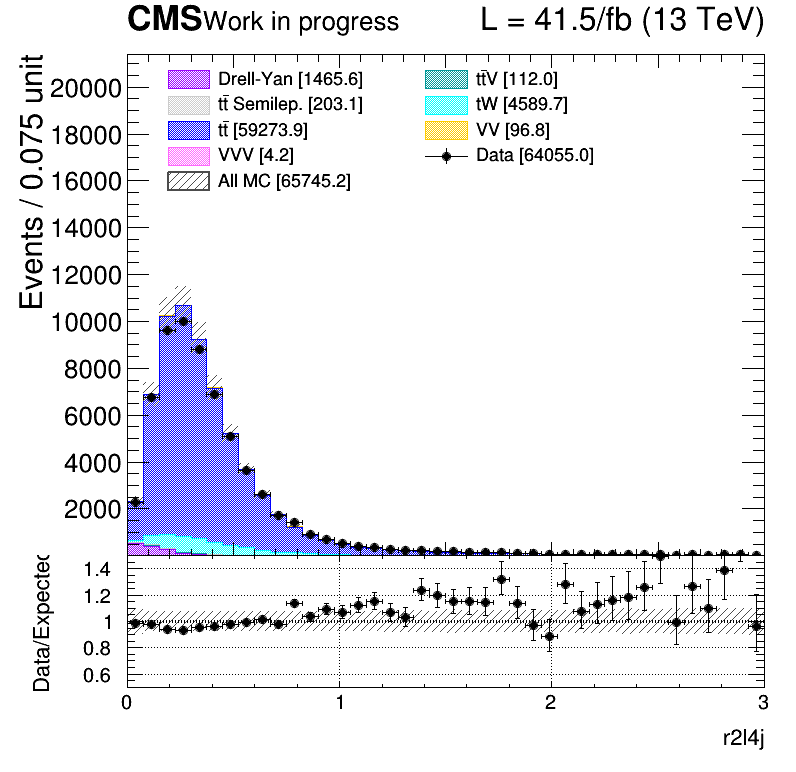 CMS Work in progress L = 41.5/fb (13 TeV)
Events / 0.075 unit
20000
18000
16000
14000
12000
10000
8000
6000
4000
2000
Drell-Yan [1465.6]
tt̄ Semilep. [203.1]
tt̄ [59273.9]
VVV [4.2]
All MC [65745.2]
tt̄V [112.0]
tW [4589.7]
VV [96.8]
Data [64055.0]
Data/Expected
1.4
1.2
1
0.8
0.6
0 1 2 3
r2l4j